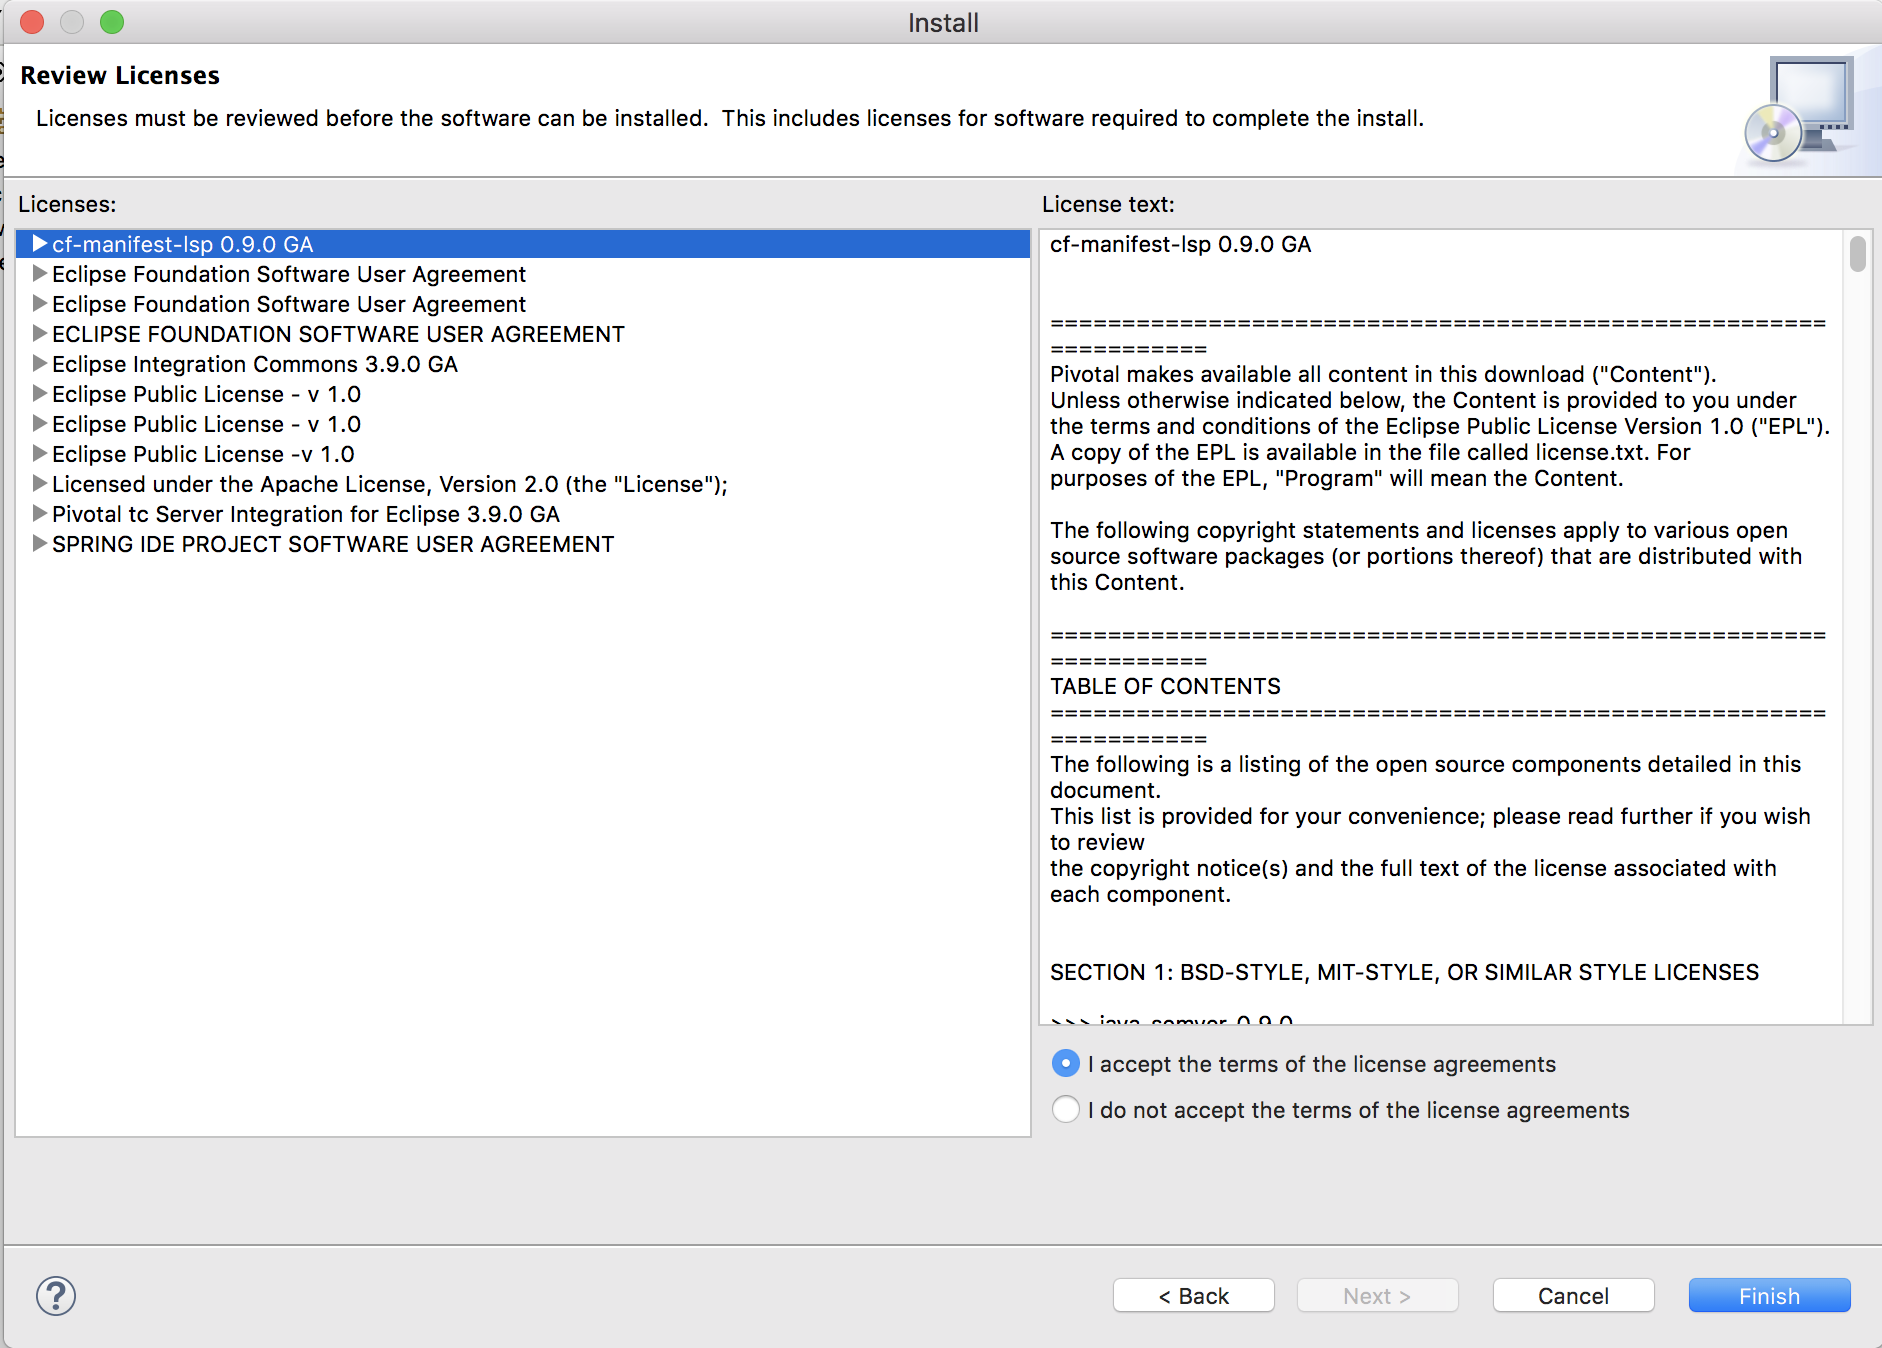 Install
Review Licenses
Licenses must be reviewed before the software can be installed.  This includes licenses for software required to complete the install.
Licenses:
cf-manifest-lsp 0.9.0 GA
Eclipse Foundation Software User Agreement
Eclipse Foundation Software User Agreement
ECLIPSE FOUNDATION SOFTWARE USER AGREEMENT
Eclipse Integration Commons 3.9.0 GA
Eclipse Public License - v 1.0
Eclipse Public License - v 1.0
Eclipse Public License -v 1.0
Licensed under the Apache License, Version 2.0 (the "License");
Pivotal tc Server Integration for Eclipse 3.9.0 GA
SPRING IDE PROJECT SOFTWARE USER AGREEMENT
License text:
cf-manifest-lsp 0.9.0 GA
======================================================
===========
Pivotal makes available all content in this download ("Content").
Unless otherwise indicated below, the Content is provided to you under
the terms and conditions of the Eclipse Public License Version 1.0 ("EPL").
A copy of the EPL is available in the file called license.txt. For
purposes of the EPL, "Program" will mean the Content.
The following copyright statements and licenses apply to various open
source software packages (or portions thereof) that are distributed with
this Content.
======================================================
===========
TABLE OF CONTENTS
======================================================
===========
The following is a listing of the open source components detailed in this
document.
This list is provided for your convenience; please read further if you wish
to review
the copyright notice(s) and the full text of the license associated with
each component.
SECTION 1: BSD-STYLE, MIT-STYLE, OR SIMILAR STYLE LICENSES
>>> java-semver-0.9.0
I accept the terms of the license agreements
I do not accept the terms of the license agreements
?
< Back
Next >
Cancel
Finish